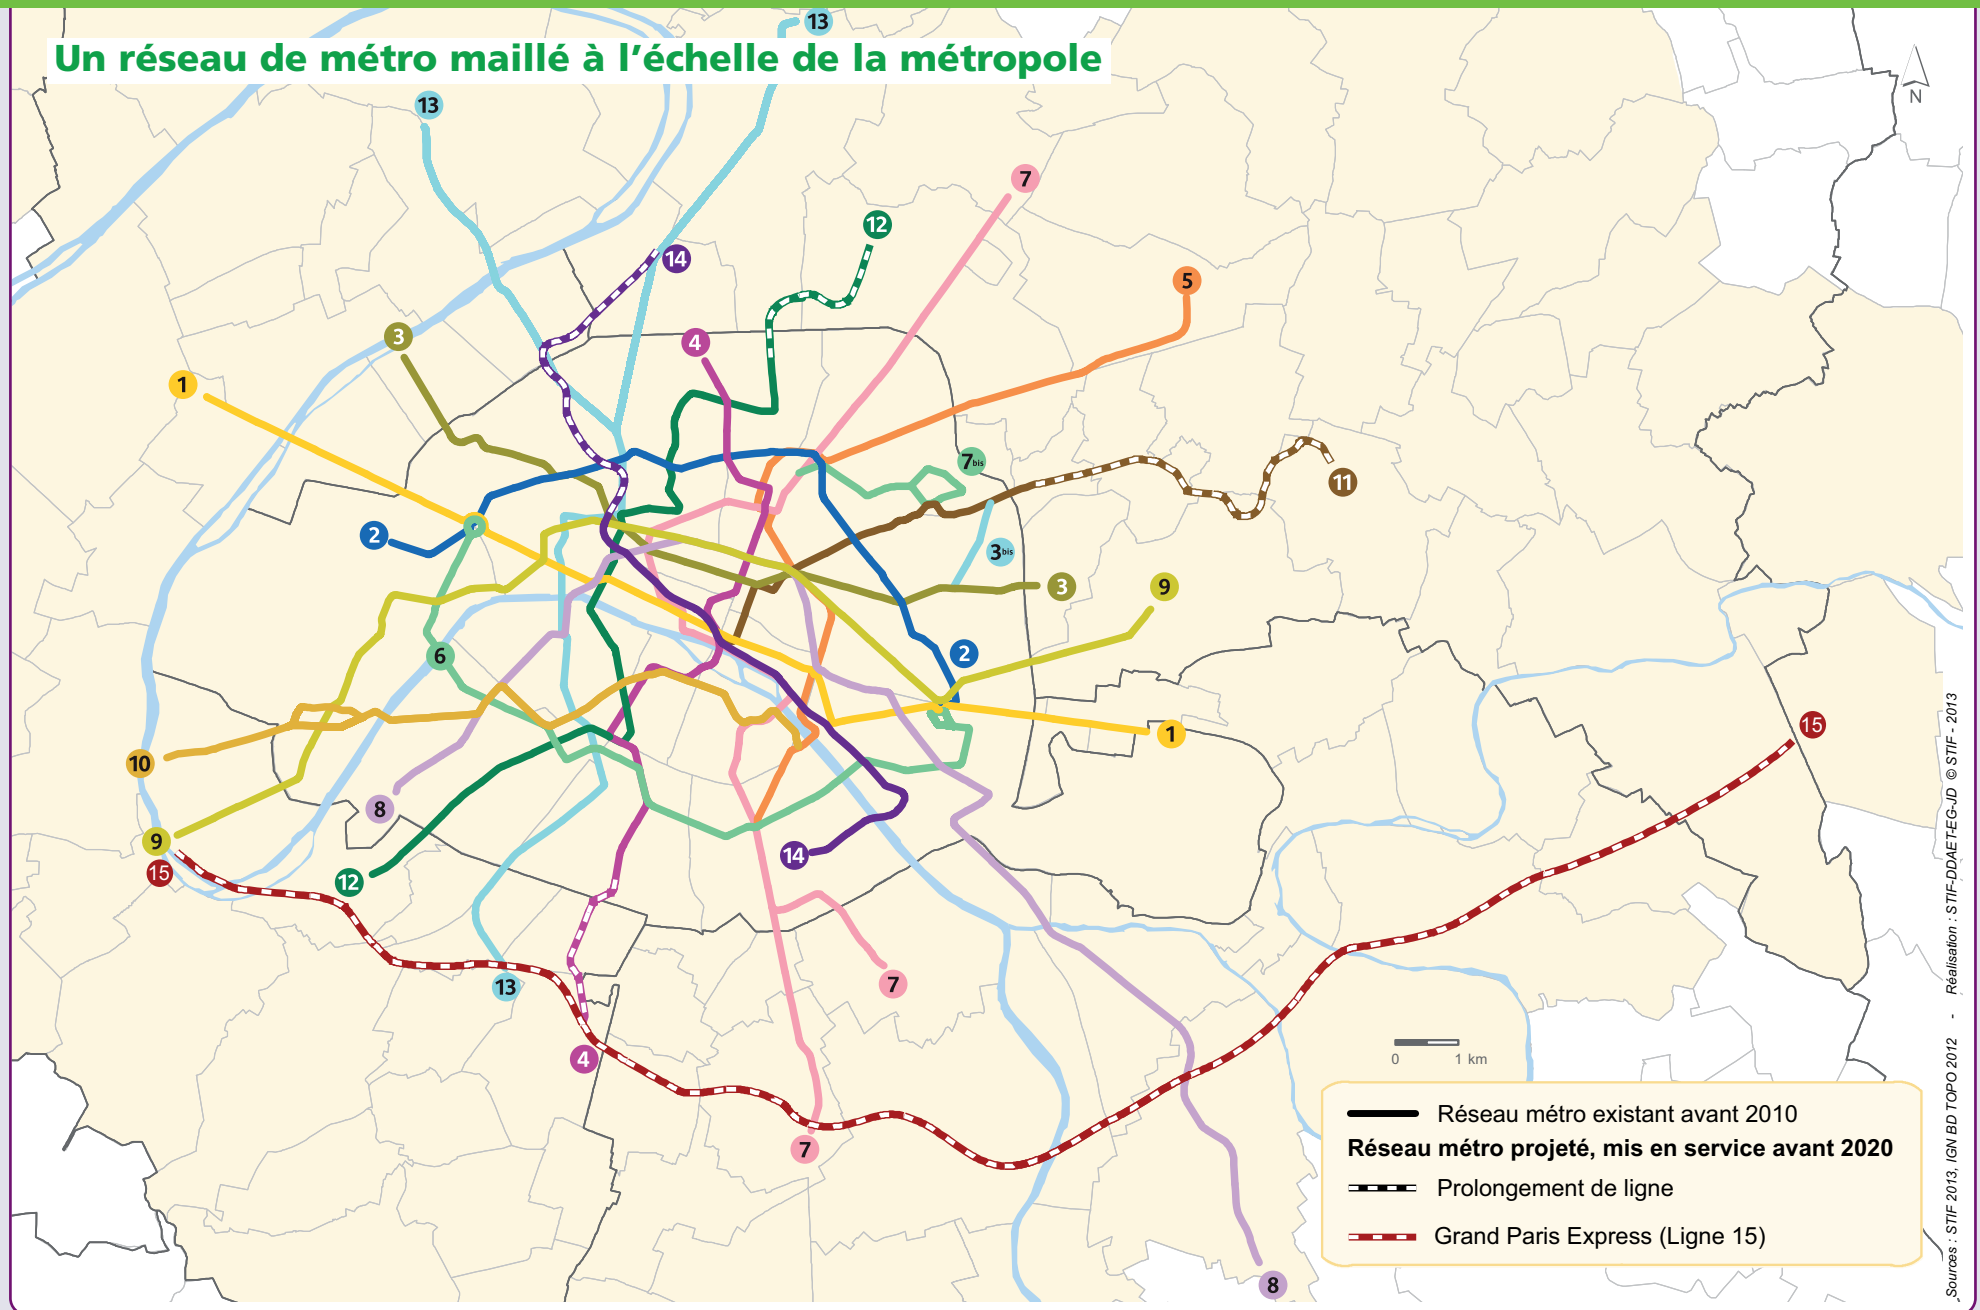 13
Un réseau de métro maillé à l’échelle de la métropole
N
13
7
12
14
5
3
4
1
7bis
11
2
3bis
3
9
6
2
15
1
10
8
9
14
15
12
7
13
0 1 km
4
7
8
Réseau métro existant avant 2010
Réseau métro projeté, mis en service avant 2020
Prolongement de ligne
Grand Paris Express (Ligne 15)
Sources : STIF 2013, IGN BD TOPO 2012 - Réalisation : STIF-DDAET-EG-JD © STIF - 2013